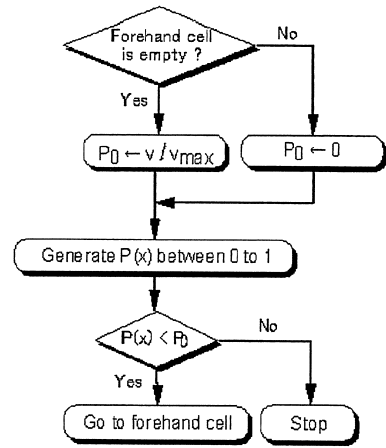 Forehand cell
is empty ?
No
Yes
P0 ← v / vmax
P0 ← 0
Generate P(x) between 0 to 1
P(x) < P0
No
Yes
Go to forehand cell
Stop